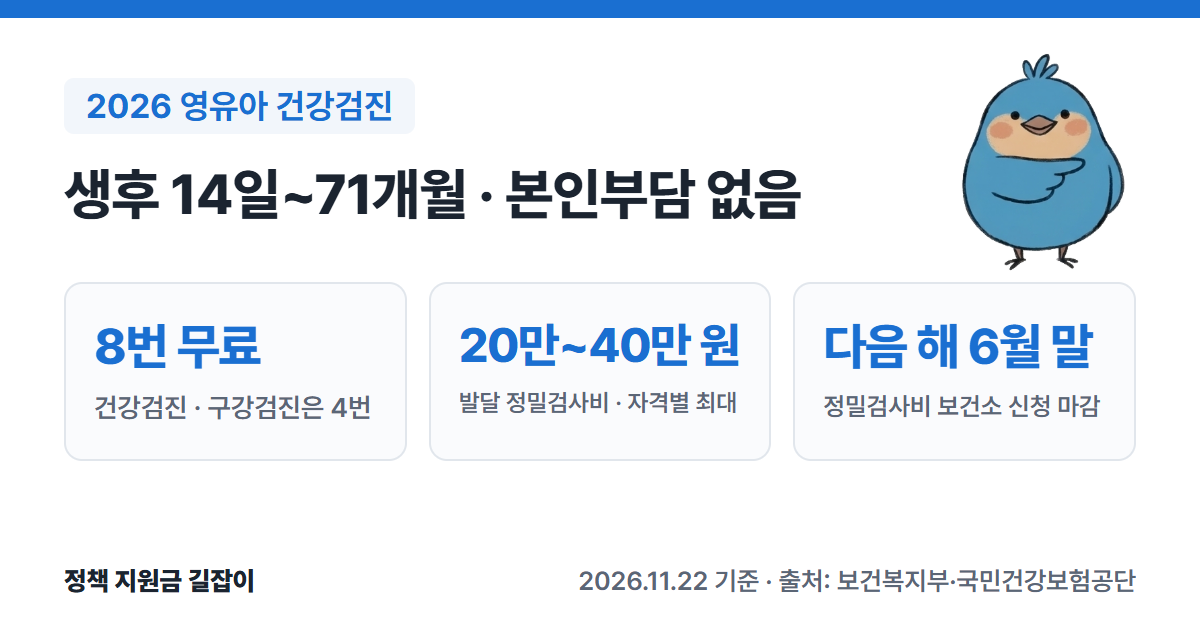 2026 영유아 건강검진
생후 14일~71개월 · 본인부담 없음
8번 무료
건강검진 · 구강검진은 4번
20만~40만 원
발달 정밀검사비 · 자격별 최대
다음 해 6월 말
정밀검사비 보건소 신청 마감
정책 지원금 길잡이
2026.11.22 기준 · 출처: 보건복지부·국민건강보험공단